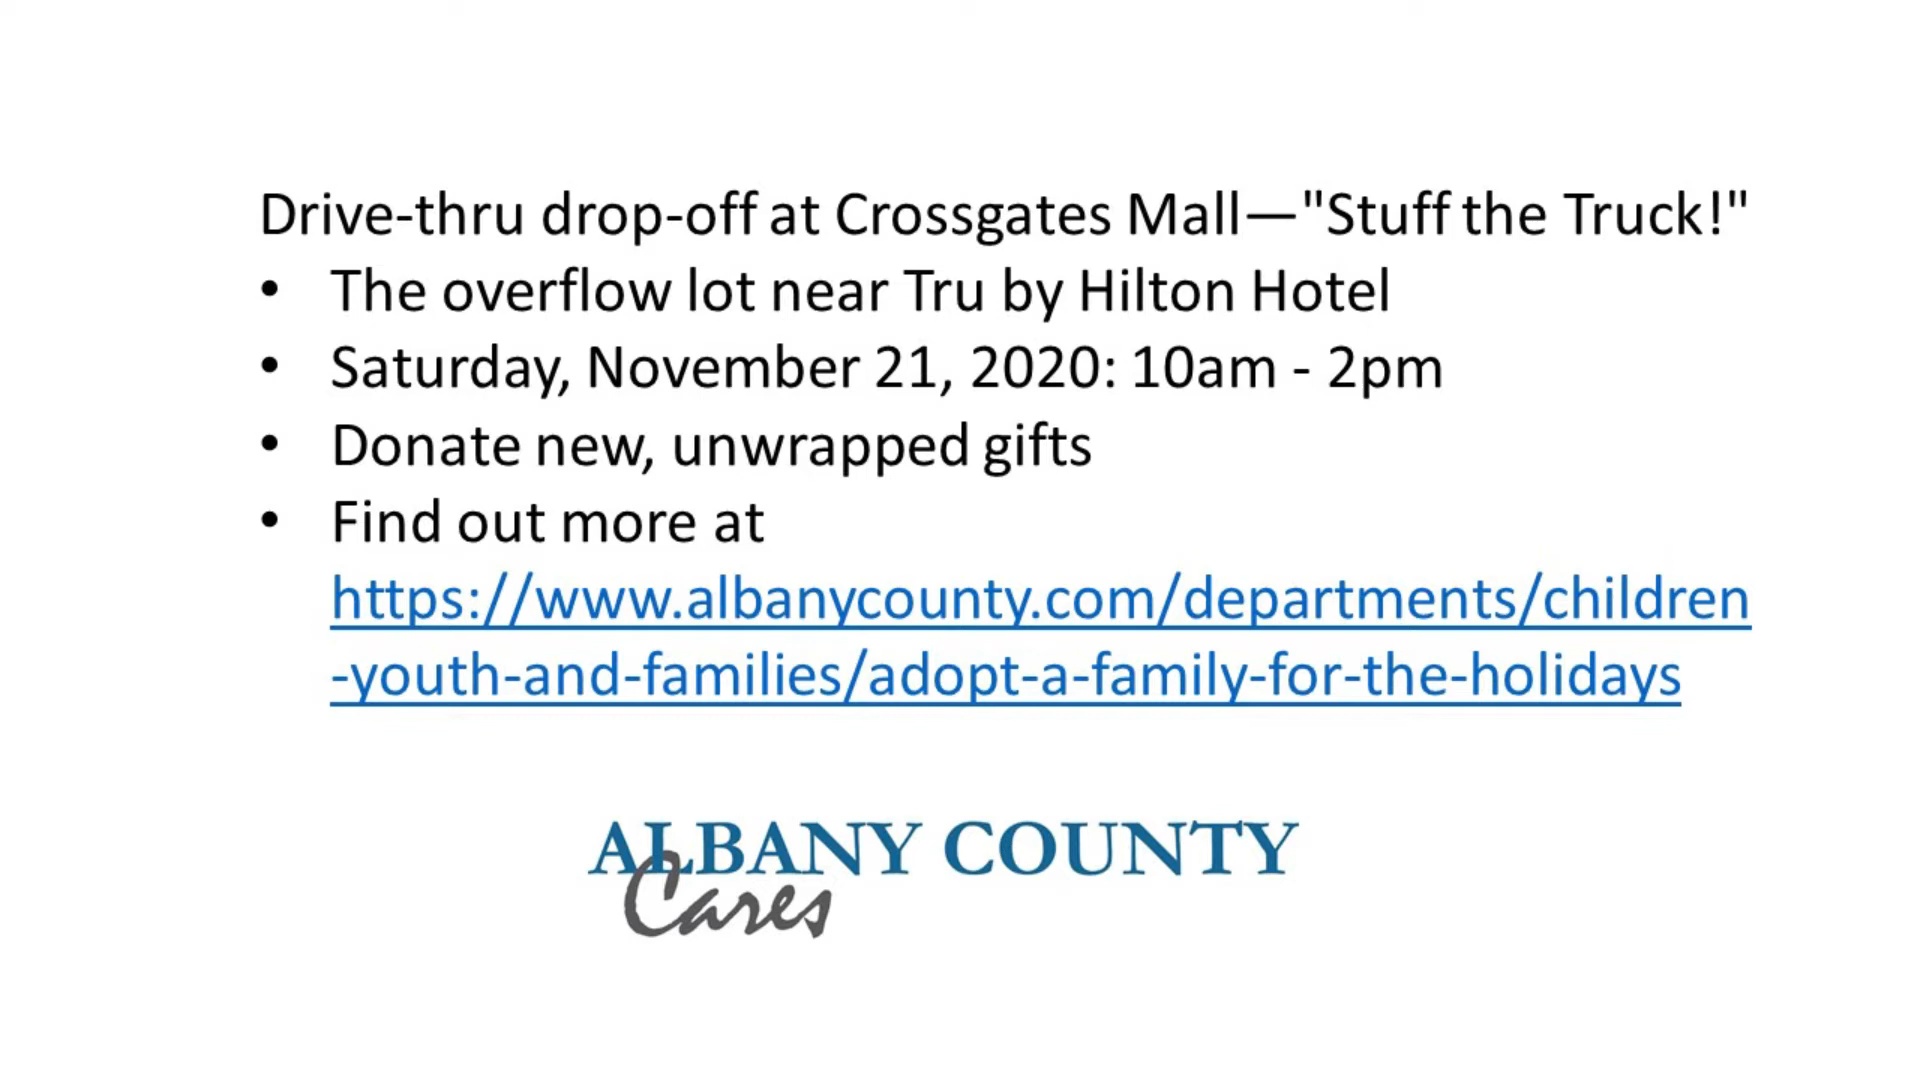 Drive-thru drop-off at Crossgates Mall—"Stuff the Truck!"
• The overflow lot near Tru by Hilton Hotel
• Saturday, November 21, 2020: 10am - 2pm
• Donate new, unwrapped gifts
• Find out more at
https://www.albanycounty.com/departments/children
-youth-and-families/adopt-a-family-for-the-holidays
ALBANY COUNTY
Cares